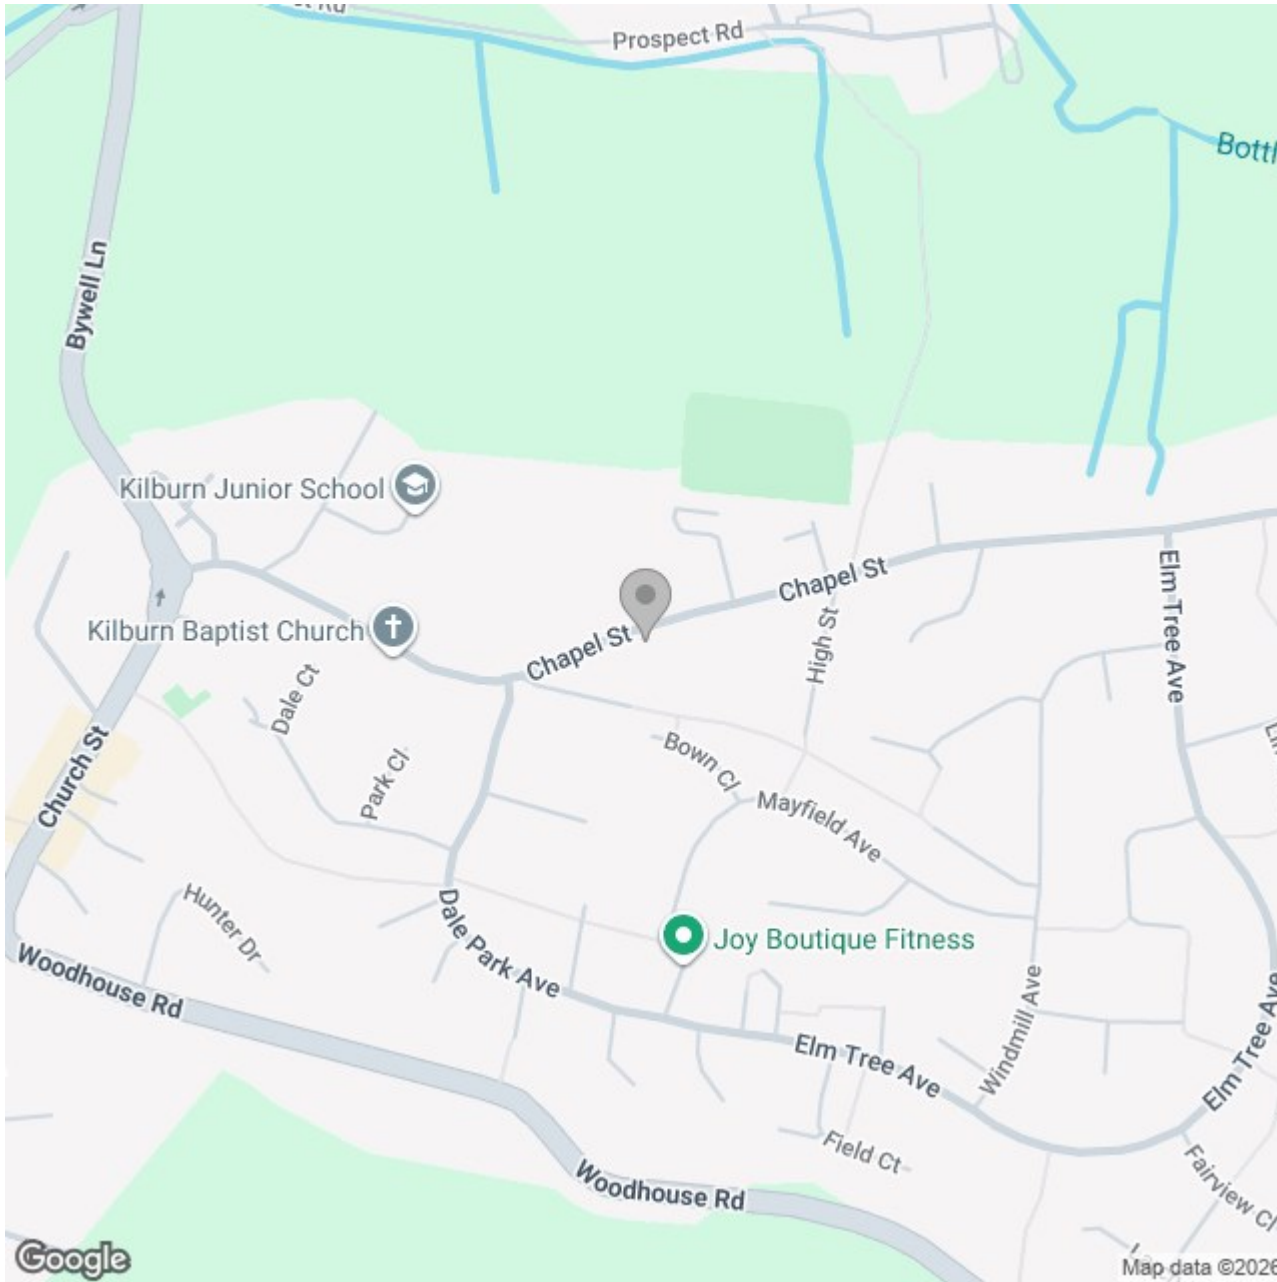 Prospect Rd
Bywell Ln
Kilburn Junior School
Chapel St
High St
Elm Tree Ave
Kilburn Baptist Church
Chapel St
Dale Ct
Church St
Park Cl
Bown Cl
Mayfield Ave
Hunter Dr
Dale Park Ave
Joy Boutique Fitness
Woodhouse Rd
Windmill Ave
Elm Tree Ave
Elm Tree Ave
Field Ct
Fairview Cl
Woodhouse Rd
Google
Map data ©2026